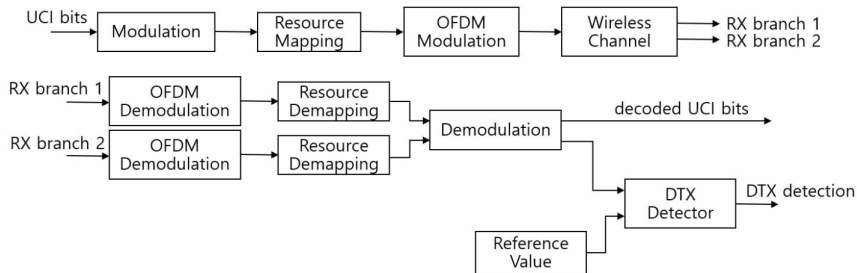 UCI bits
Modulation
Resource
Mapping
OFDM
Modulation
Wireless
Channel
RX branch 1
RX branch 2
RX branch 1
OFDM
Demodulation
Resource
Demapping
RX branch 2
OFDM
Demodulation
Resource
Demapping
Demodulation
decoded UCI bits
DTX
Detector
DTX detection
Reference
Value